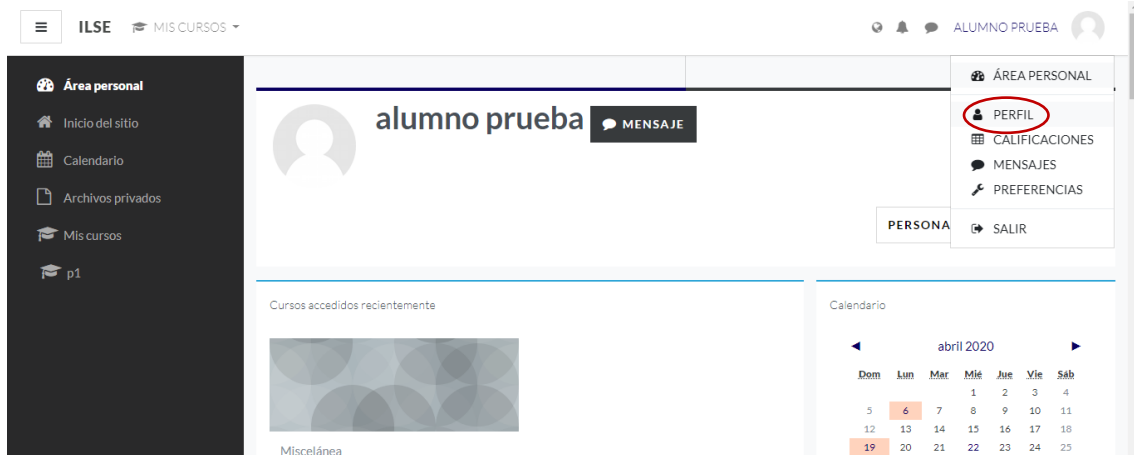 ILSE MIS CURSOS ALUMNO PRUEBA
Área personal
Inicio del sitio
Calendario
Archivos privados
Mis cursos
p1
alumno prueba MENSAJE
PERSONA
ÁREA PERSONAL
PERFIL
CALIFICACIONES
MENSAJES
PREFERENCIAS
SALIR
Cursos accedidos recientemente
Miscelánea
Calendario
◄ abril 2020 ►
Dom Lun Mar Mié Jue Vie Sáb
1 2 3 4
5 6 7 8 9 10 11
12 13 14 15 16 17 18
19 20 21 22 23 24 25